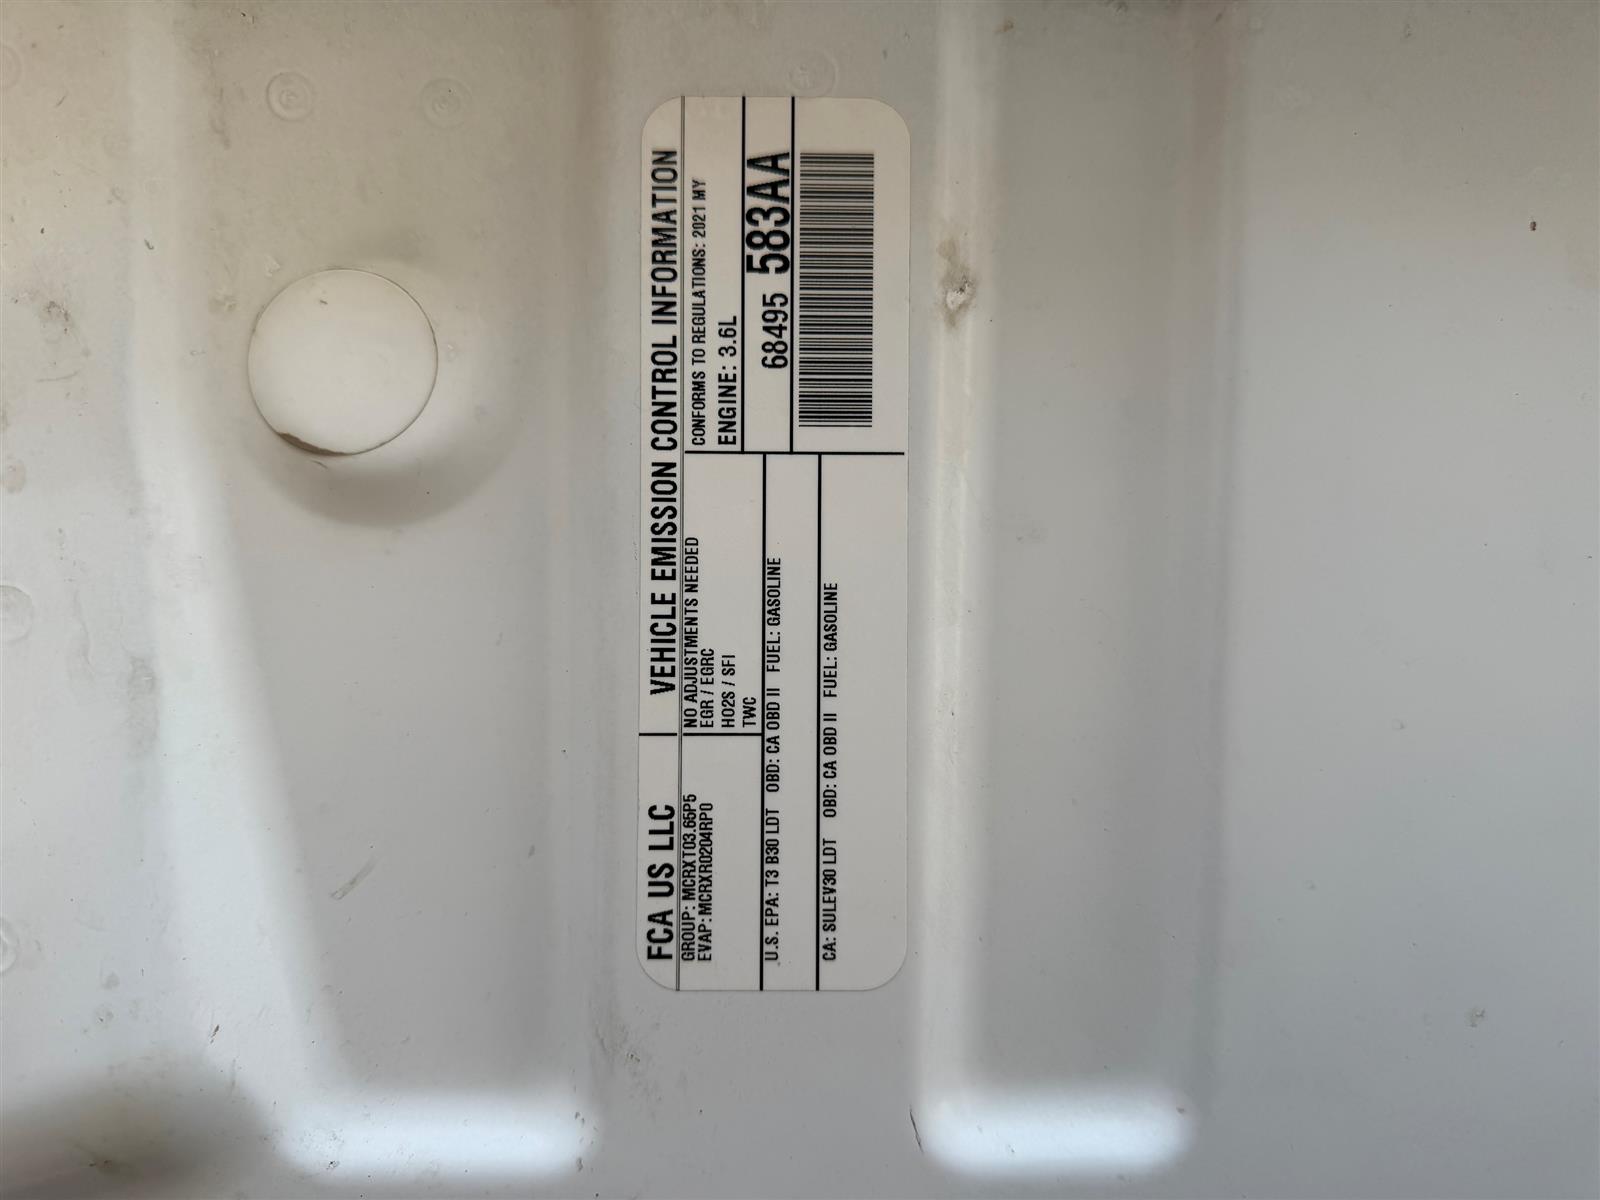 FCA US LLC
VEHICLE EMISSION CONTROL INFORMATION
GROUP: MCRXT03.65P5
EVAP: MCRXR0204RP0
NO ADJUSTMENTS NEEDED
EGR / EGRC
HO2S / SFI
TWC
CONFORMS TO REGULATIONS: 2021 MY
ENGINE: 3.6L
68495 583AA
U.S. EPA: T3 B30 LDT OBD: CA OBD II FUEL: GASOLINE
CA: SULEV30 LDT OBD: CA OBD II FUEL: GASOLINE